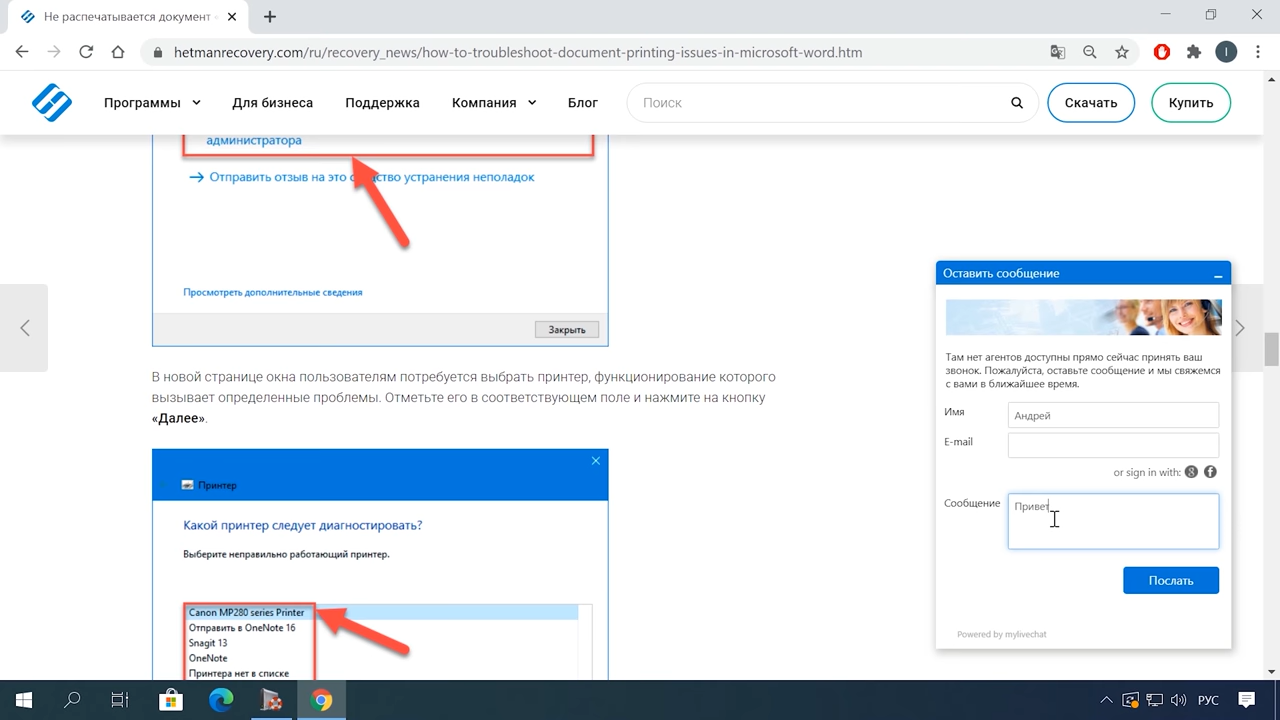 Не распечатывается документ
hetmanrecovery.com/ru/recovery_news/how-to-troubleshoot-document-printing-issues-in-microsoft-word.htm
I
Программы
Для бизнеса
Поддержка
Компания
Блог
Поиск
Скачать
Купить
администратора
Отправить отзыв на это средство устранения неполадок
Просмотреть дополнительные сведения
Закрыть
В новой странице окна пользователям потребуется выбрать принтер, функционирование которого
вызывает определенные проблемы. Отметьте его в соответствующем поле и нажмите на кнопку
«Далее».
Принтер
Какой принтер следует диагностировать?
Выберите неправильно работающий принтер.
Canon MP280 series Printer
Отправить в OneNote 16
Snagit 13
OneNote
Принтера нет в списке
Оставить сообщение
Там нет агентов доступны прямо сейчас принять ваш
звонок. Пожалуйста, оставьте сообщение и мы свяжемся
с вами в ближайшее время.
Имя
Андрей
E-mail
or sign in with:
Сообщение
Привет
Послать
Powered by mylivechat
РУС